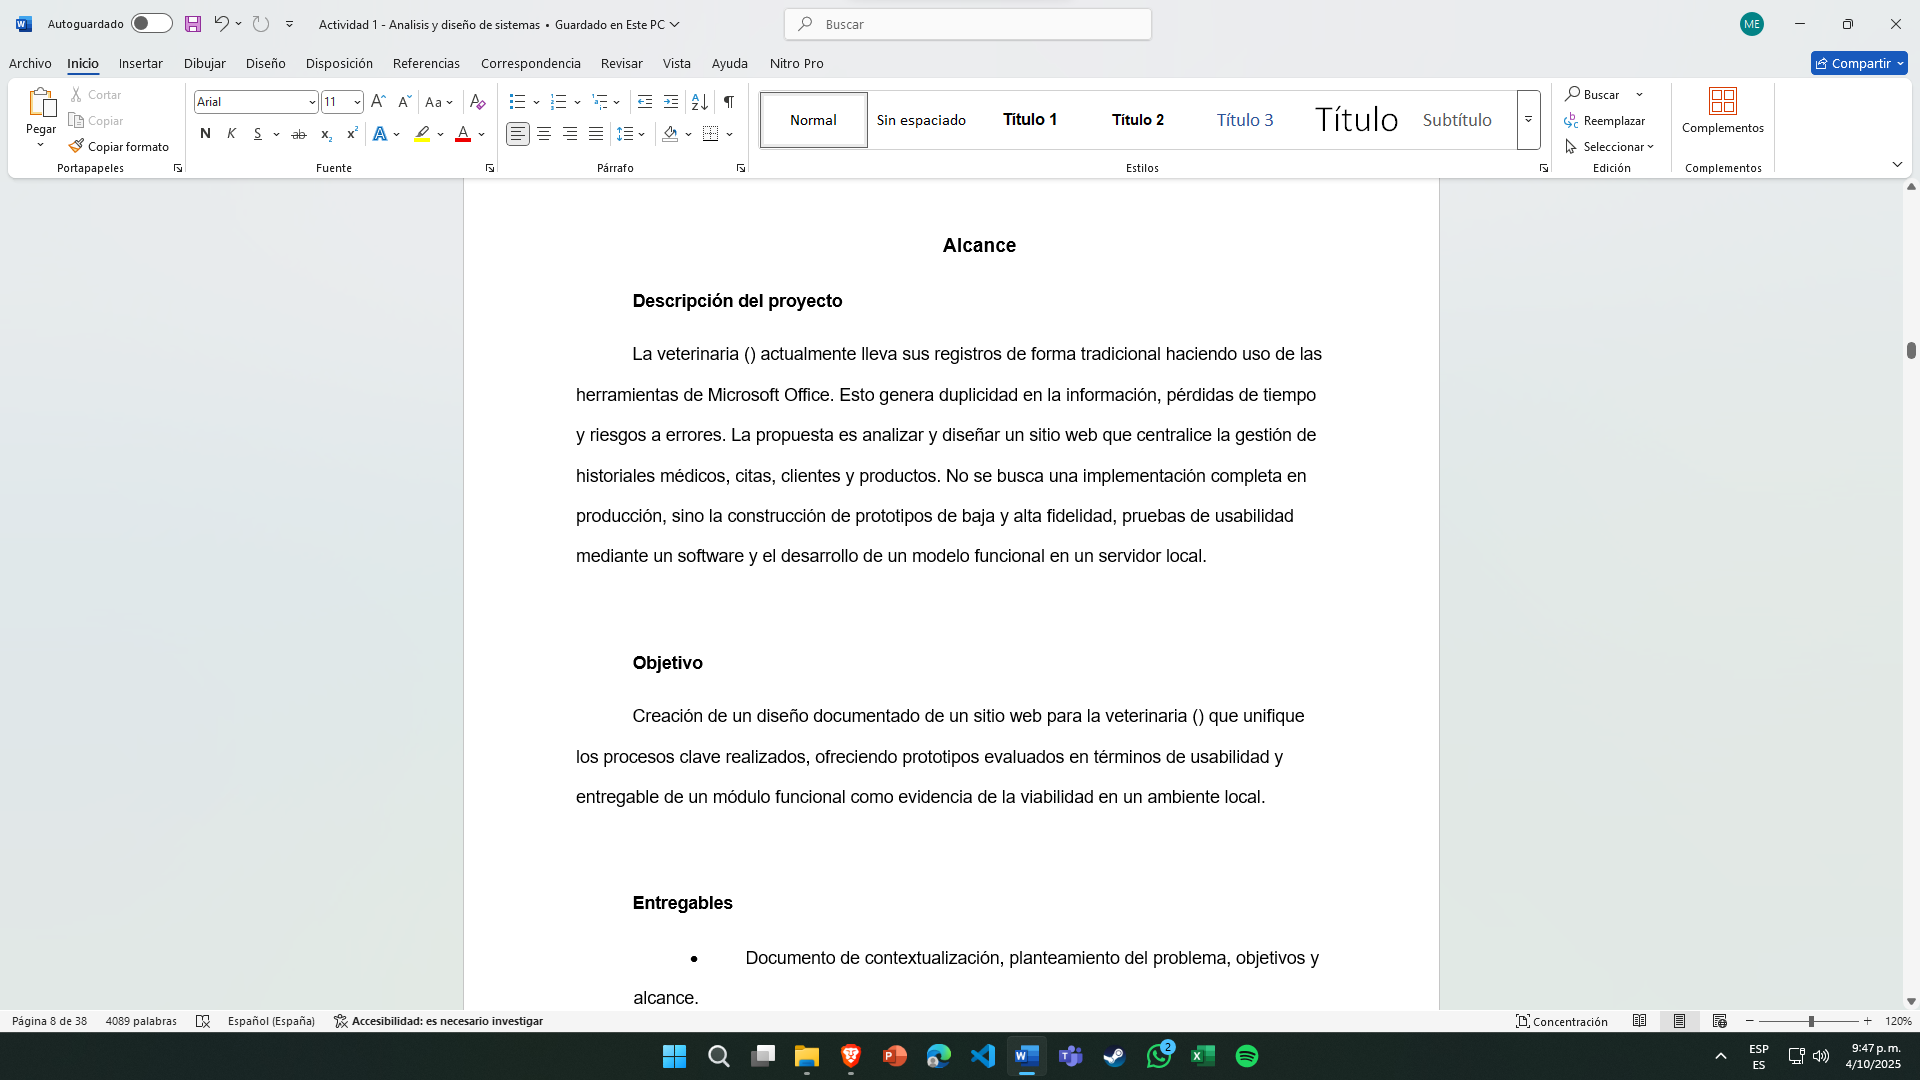 Autoguardado
Actividad 1 - Analisis y diseño de sistemas • Guardado en Este PC
Buscar
ME
Archivo Inicio Insertar Dibujar Diseño Disposición Referencias Correspondencia Revisar Vista Ayuda Nitro Pro
Compartir
Pegar
Cortar
Copiar
Copiar formato
Portapapeles
Arial 11
Aa
N K S ab x₂ x² A A
Fuente
Párrafo
Normal Sin espaciado Título 1 Título 2 Título 3 Título Subtítulo
Estilos
Buscar
Reemplazar
Seleccionar
Edición
Complementos
Complementos
Alcance
Descripción del proyecto
La veterinaria () actualmente lleva sus registros de forma tradicional haciendo uso de las
herramientas de Microsoft Office. Esto genera duplicidad en la información, pérdidas de tiempo
y riesgos a errores. La propuesta es analizar y diseñar un sitio web que centralice la gestión de
historiales médicos, citas, clientes y productos. No se busca una implementación completa en
producción, sino la construcción de prototipos de baja y alta fidelidad, pruebas de usabilidad
mediante un software y el desarrollo de un modelo funcional en un servidor local.
Objetivo
Creación de un diseño documentado de un sitio web para la veterinaria () que unifique
los procesos clave realizados, ofreciendo prototipos evaluados en términos de usabilidad y
entregable de un módulo funcional como evidencia de la viabilidad en un ambiente local.
Entregables
• Documento de contextualización, planteamiento del problema, objetivos y
alcance.
Página 8 de 38 4089 palabras Español (España) Accesibilidad: es necesario investigar
Concentración
120%
2
ESP
ES
9:47 p. m.
4/10/2025